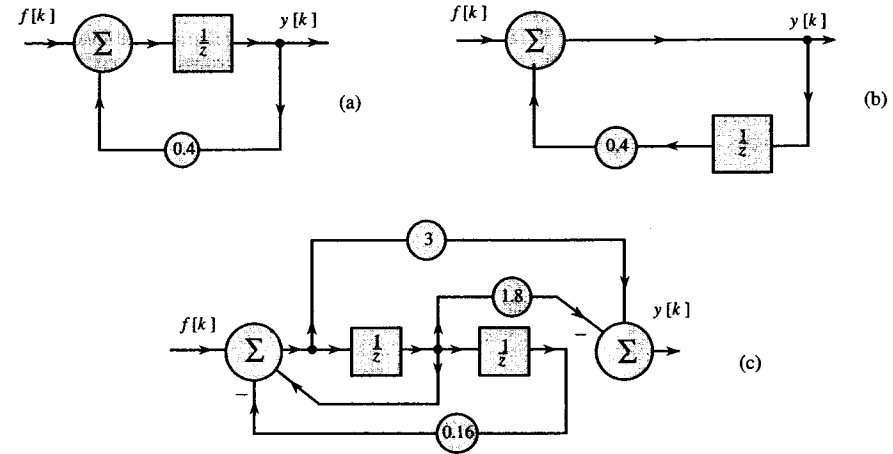 f[k]
Σ
1/z
y[k]
0.4
(a)
f[k]
Σ
y[k]
0.4
1/z
(b)
3
1.8
f[k]
Σ
1/z
1/z
y[k]
Σ
−
−
0.16
(c)